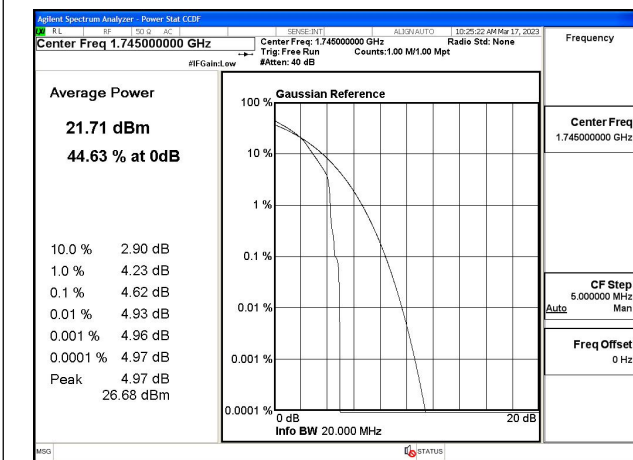 Agilent Spectrum Analyzer - Power Stat CCDF
LXI RL RF 50 Ω AC SENSE:INT ALIGN AUTO 10:25:22 AM Mar 17, 2023
Center Freq 1.745000000 GHz
Center Freq: 1.745000000 GHz Radio Std: None
Trig: Free Run Counts:1.00 M/1.00 Mpt
#IFGain:Low #Atten: 40 dB
Frequency
Average Power
21.71 dBm
44.63 % at 0dB
10.0 % 2.90 dB
1.0 % 4.23 dB
0.1 % 4.62 dB
0.01 % 4.93 dB
0.001 % 4.96 dB
0.0001 % 4.97 dB
Peak 4.97 dB
26.68 dBm
Gaussian Reference
100 %
10 %
1 %
0.1 %
0.01 %
0.001 %
0.0001 %
0 dB 20 dB
Info BW 20.000 MHz
Center Freq
1.745000000 GHz
CF Step
5.000000 MHz
Auto Man
Freq Offset
0 Hz
MSG STATUS